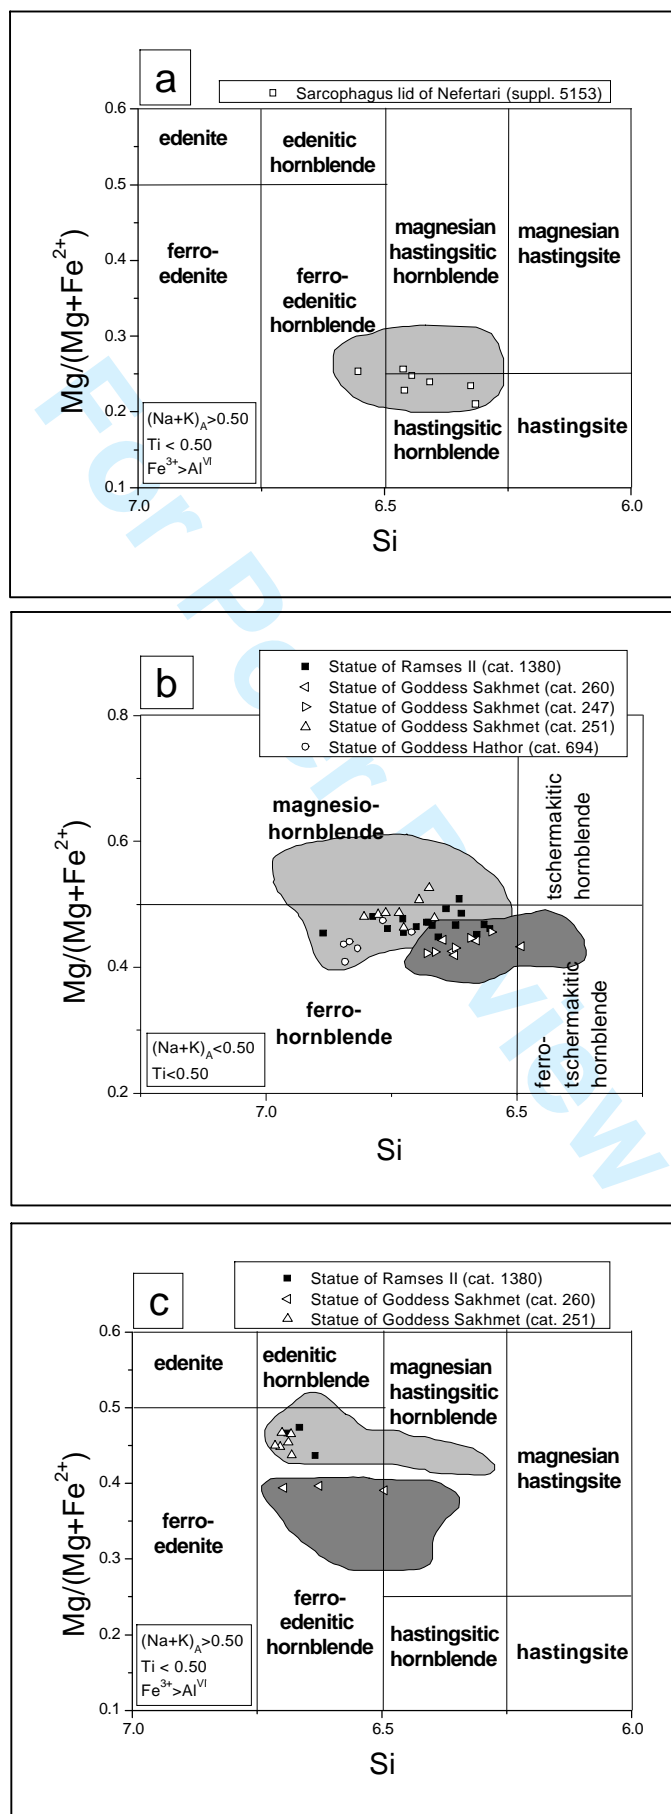 a
Sarcophagus lid of Nefertari (suppl. 5153)
0.6
edenite
edenitic
hornblende
0.5
Mg/(Mg+Fe²⁺)
0.4
ferro-
edenite
ferro-
edenitic
hornblende
magnesian
hastingsitic
hornblende
magnesian
hastingsite
0.3
0.2
(Na+K)A>0.50
Ti < 0.50
Fe³⁺>Alⱽᴵ
hastingsitic
hornblende
hastingsite
0.1
7.0
6.5
6.0
Si
b
Statue of Ramses II (cat. 1380)
Statue of Goddess Sakhmet (cat. 260)
Statue of Goddess Sakhmet (cat. 247)
Statue of Goddess Sakhmet (cat. 251)
Statue of Goddess Hathor (cat. 694)
0.8
Mg/(Mg+Fe²⁺)
0.6
magnesio-
hornblende
tschermakitic
hornblende
0.4
ferro-
hornblende
ferro-
tschermakitic
hornblende
(Na+K)A<0.50
Ti<0.50
0.2
7.0
6.5
Si
c
Statue of Ramses II (cat. 1380)
Statue of Goddess Sakhmet (cat. 260)
Statue of Goddess Sakhmet (cat. 251)
0.6
edenite
edenitic
hornblende
magnesian
hastingsitic
hornblende
0.5
Mg/(Mg+Fe²⁺)
magnesian
hastingsite
0.4
ferro-
edenite
0.3
ferro-
edenitic
hornblende
0.2
(Na+K)A>0.50
Ti < 0.50
Fe³⁺>Alⱽᴵ
hastingsitic
hornblende
hastingsite
0.1
7.0
6.5
6.0
Si
For Peer Review